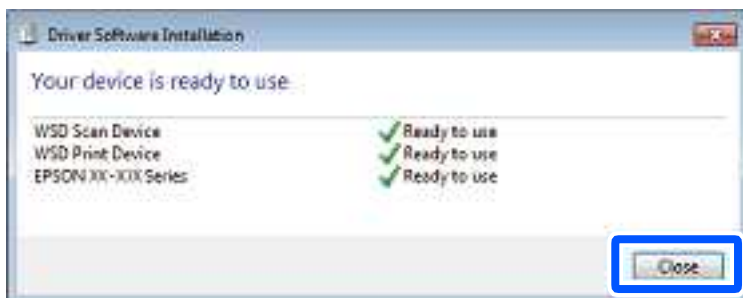 Driver Software Installation
Your device is ready to use
WSD Scan Device Ready to use
WSD Print Device Ready to use
EPSON XX-XXX Series Ready to use
Close